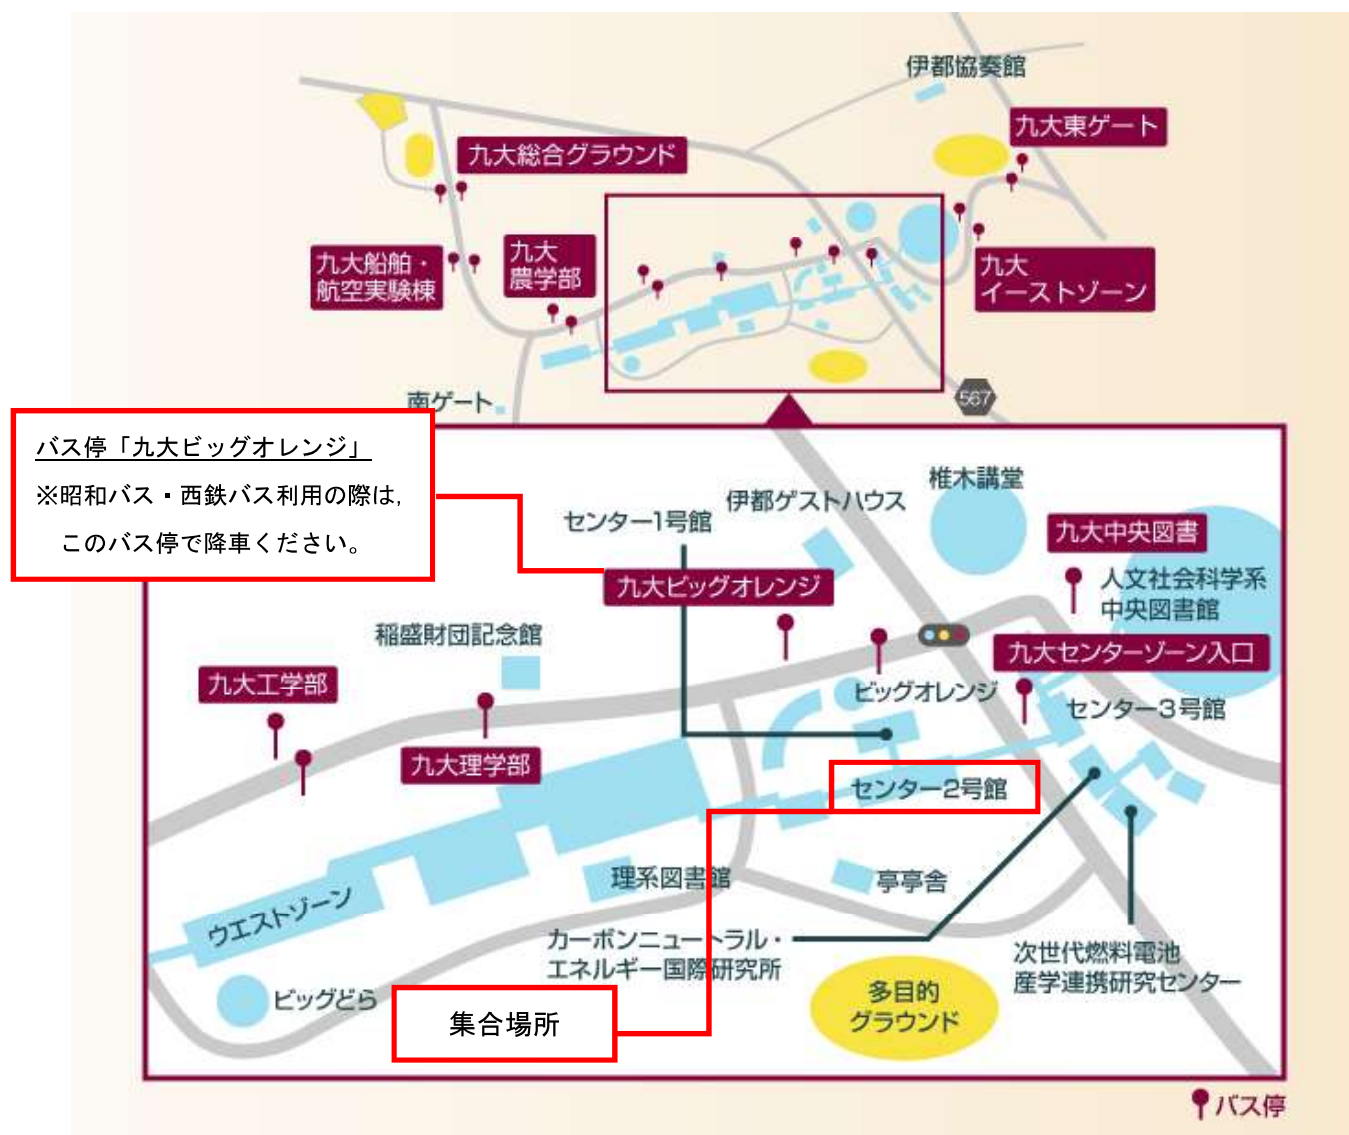 伊都協奏館
九大東ゲート
九大総合グラウンド
九大船舶・
航空実験棟
九大
農学部
九大
イーストゾーン
南ゲート
567
バス停「九大ビッグオレンジ」
※昭和バス・西鉄バス利用の際は,
このバス停で降車ください。
センター1号館
伊都ゲストハウス
椎木講堂
九大中央図書
人文社会科学系
中央図書館
九大ビッグオレンジ
稲盛財団記念館
九大センターゾーン入口
九大工学部
ビッグオレンジ
センター3号館
九大理学部
センター2号館
理系図書館
亭亭舎
ウエストゾーン
カーボンニュートラル・
エネルギー国際研究所
次世代燃料電池
産学連携研究センター
ビッグどら
多目的
グラウンド
集合場所
バス停